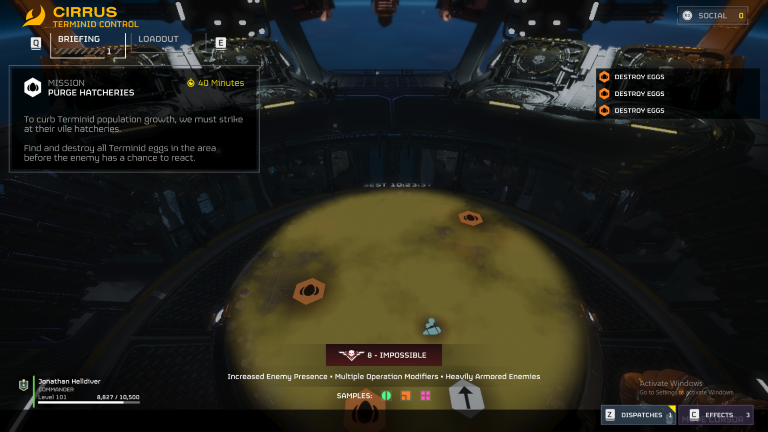 CIRRUS
TERMINID CONTROL
SOCIAL 0
Q BRIEFING LOADOUT E
1
MISSION
PURGE HATCHERIES
40 Minutes
To curb Terminid population growth, we must strike
at their vile hatcheries.
Find and destroy all Terminid eggs in the area
before the enemy has a chance to react.
DESTROY EGGS
DESTROY EGGS
DESTROY EGGS
8 - IMPOSSIBLE
Increased Enemy Presence • Multiple Operation Modifiers • Heavily Armored Enemies
SAMPLES:
Jonathan Helldiver
COMMANDER
Level 101 8,827 / 10,500
Activate Windows
Go to Settings to activate Windows.
Z DISPATCHES 1 C EFFECTS 3
CURSOR